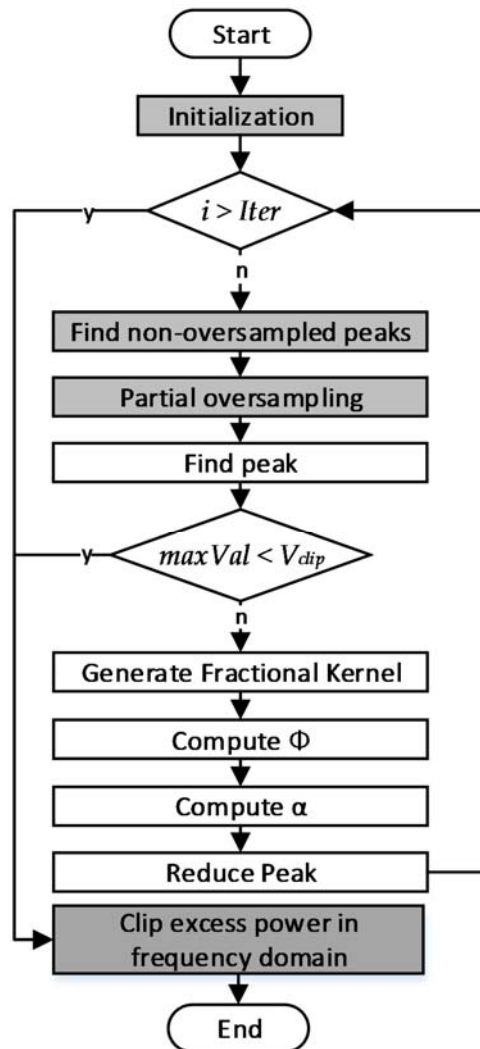 Start
Initialization
i > Iter
y
n
Find non-oversampled peaks
Partial oversampling
Find peak
maxVal < Vclip
y
n
Generate Fractional Kernel
Compute Φ
Compute α
Reduce Peak
Clip excess power in
frequency domain
End